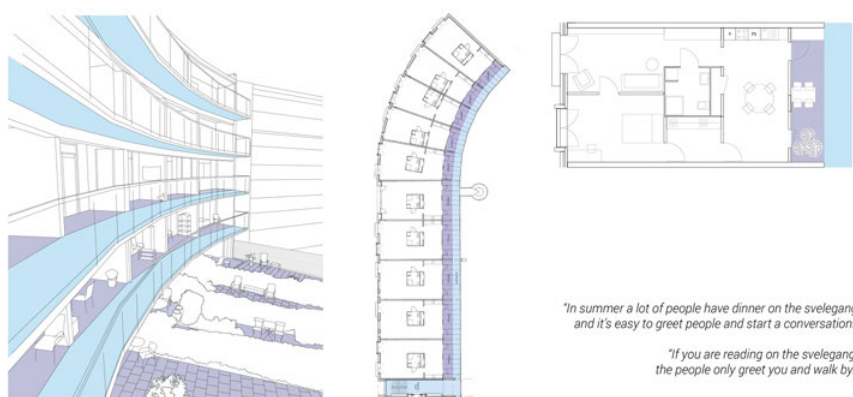 "In summer a lot of people have dinner on the svelegang
and it's easy to greet people and start a conversation.
"If you are reading on the svelegang,
the people only greet you and walk by.